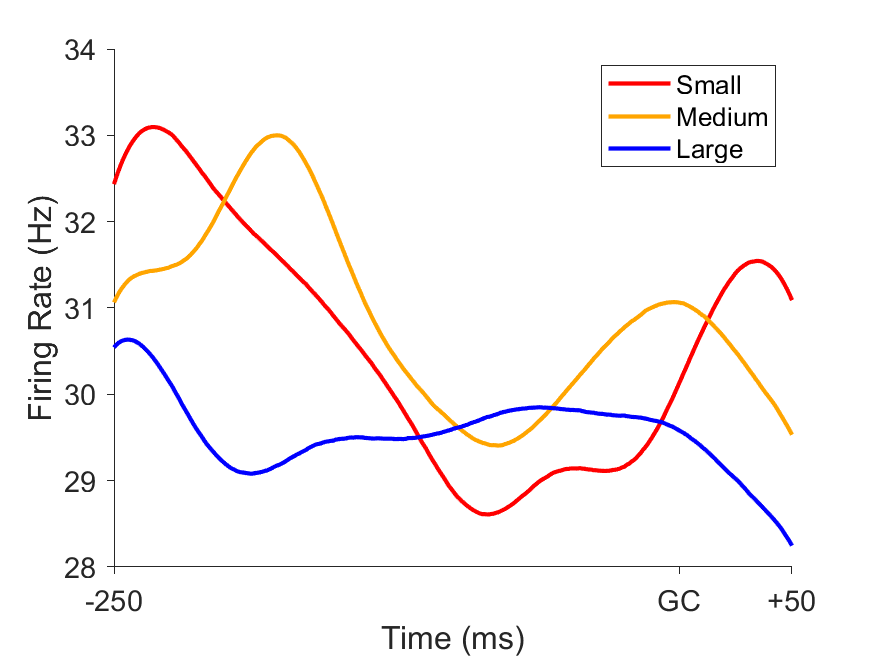 34
33
32
31
30
29
28
Firing Rate (Hz)
Small
Medium
Large
-250
GC
+50
Time (ms)